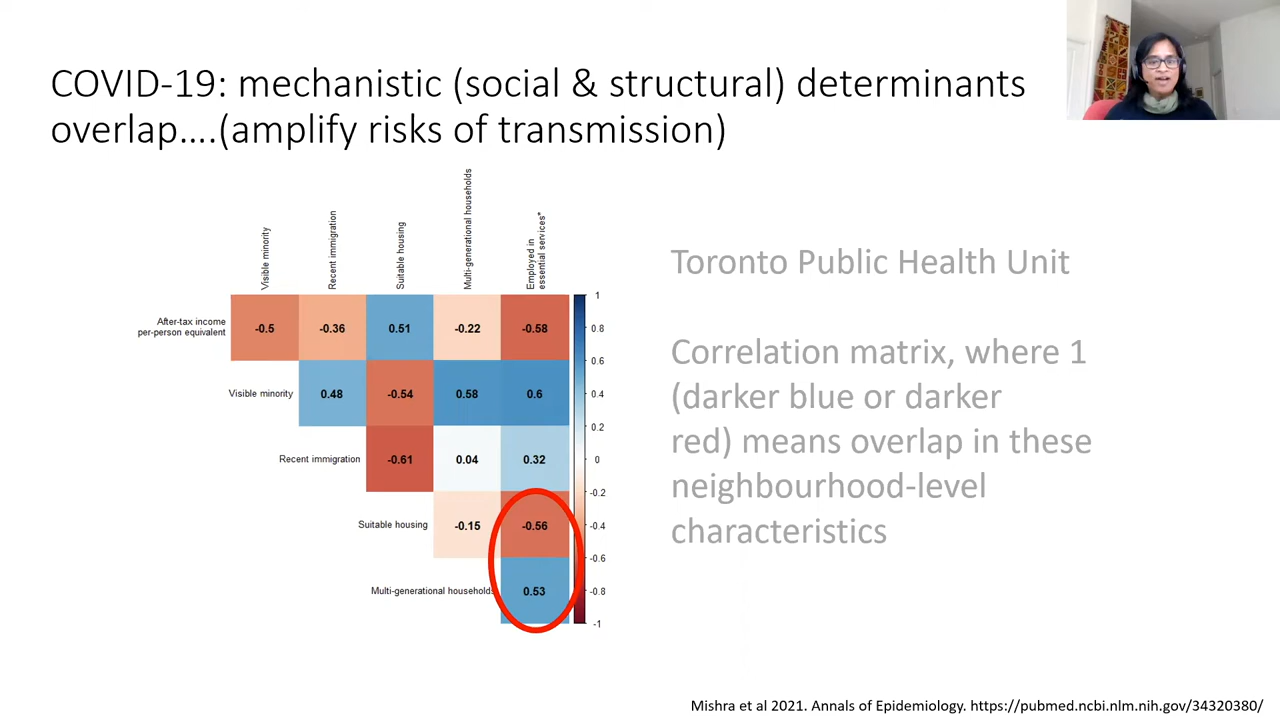 COVID-19: mechanistic (social & structural) determinants
overlap....(amplify risks of transmission)
Visible minority
Recent immigration
Suitable housing
Multi-generational households
Employed in
essential services*
After-tax income
per-person equivalent
-0.5 -0.36 0.51 -0.22 -0.58
Visible minority 0.48 -0.54 0.58 0.6
Recent immigration -0.61 0.04 0.32
Suitable housing -0.15 -0.56
Multi-generational households 0.53
1
0.8
0.6
0.4
0.2
0
-0.2
-0.4
-0.6
-0.8
-1
Toronto Public Health Unit
Correlation matrix, where 1
(darker blue or darker
red) means overlap in these
neighbourhood-level
characteristics
Mishra et al 2021. Annals of Epidemiology. https://pubmed.ncbi.nlm.nih.gov/34320380/